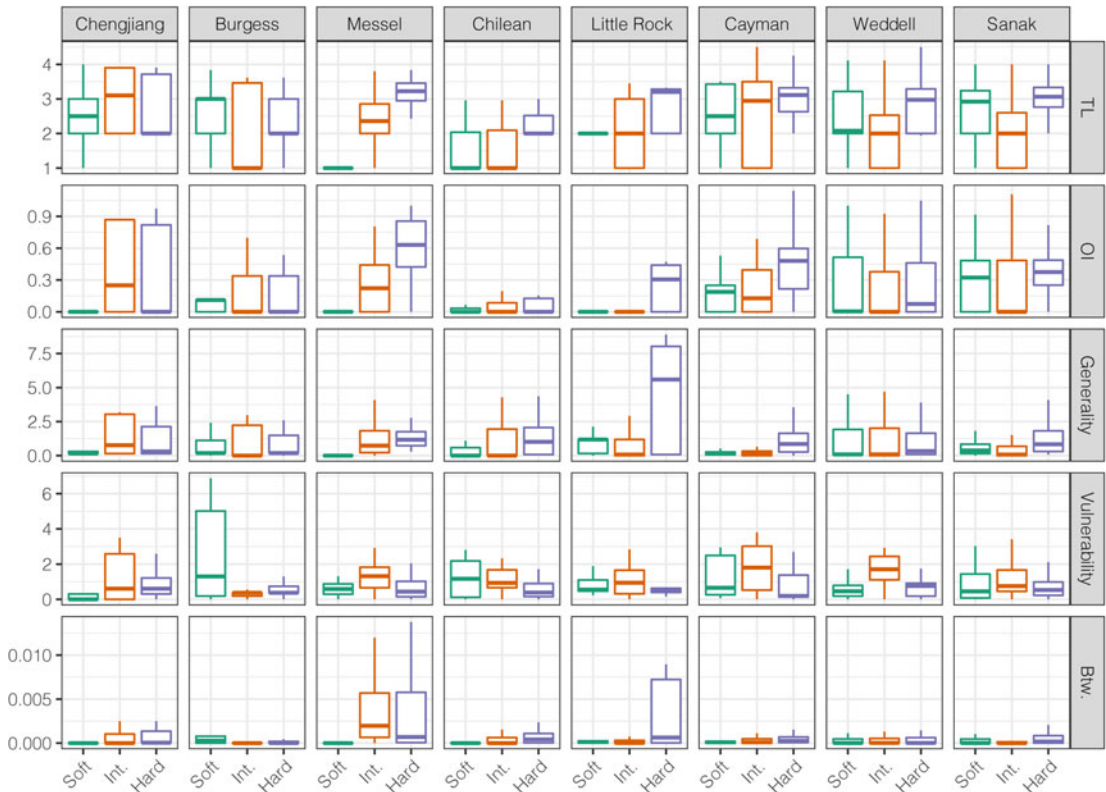 Chengjiang Burgess Messel Chilean Little Rock Cayman Weddell Sanak
4
3
2
1
TL
0.9
0.6
0.3
0.0
OI
7.5
5.0
2.5
0.0
Generality
6
4
2
0
Vulnerability
0.010
0.005
0.000
Btw.
Soft Int. Hard Soft Int. Hard Soft Int. Hard Soft Int. Hard Soft Int. Hard Soft Int. Hard Soft Int. Hard Soft Int. Hard